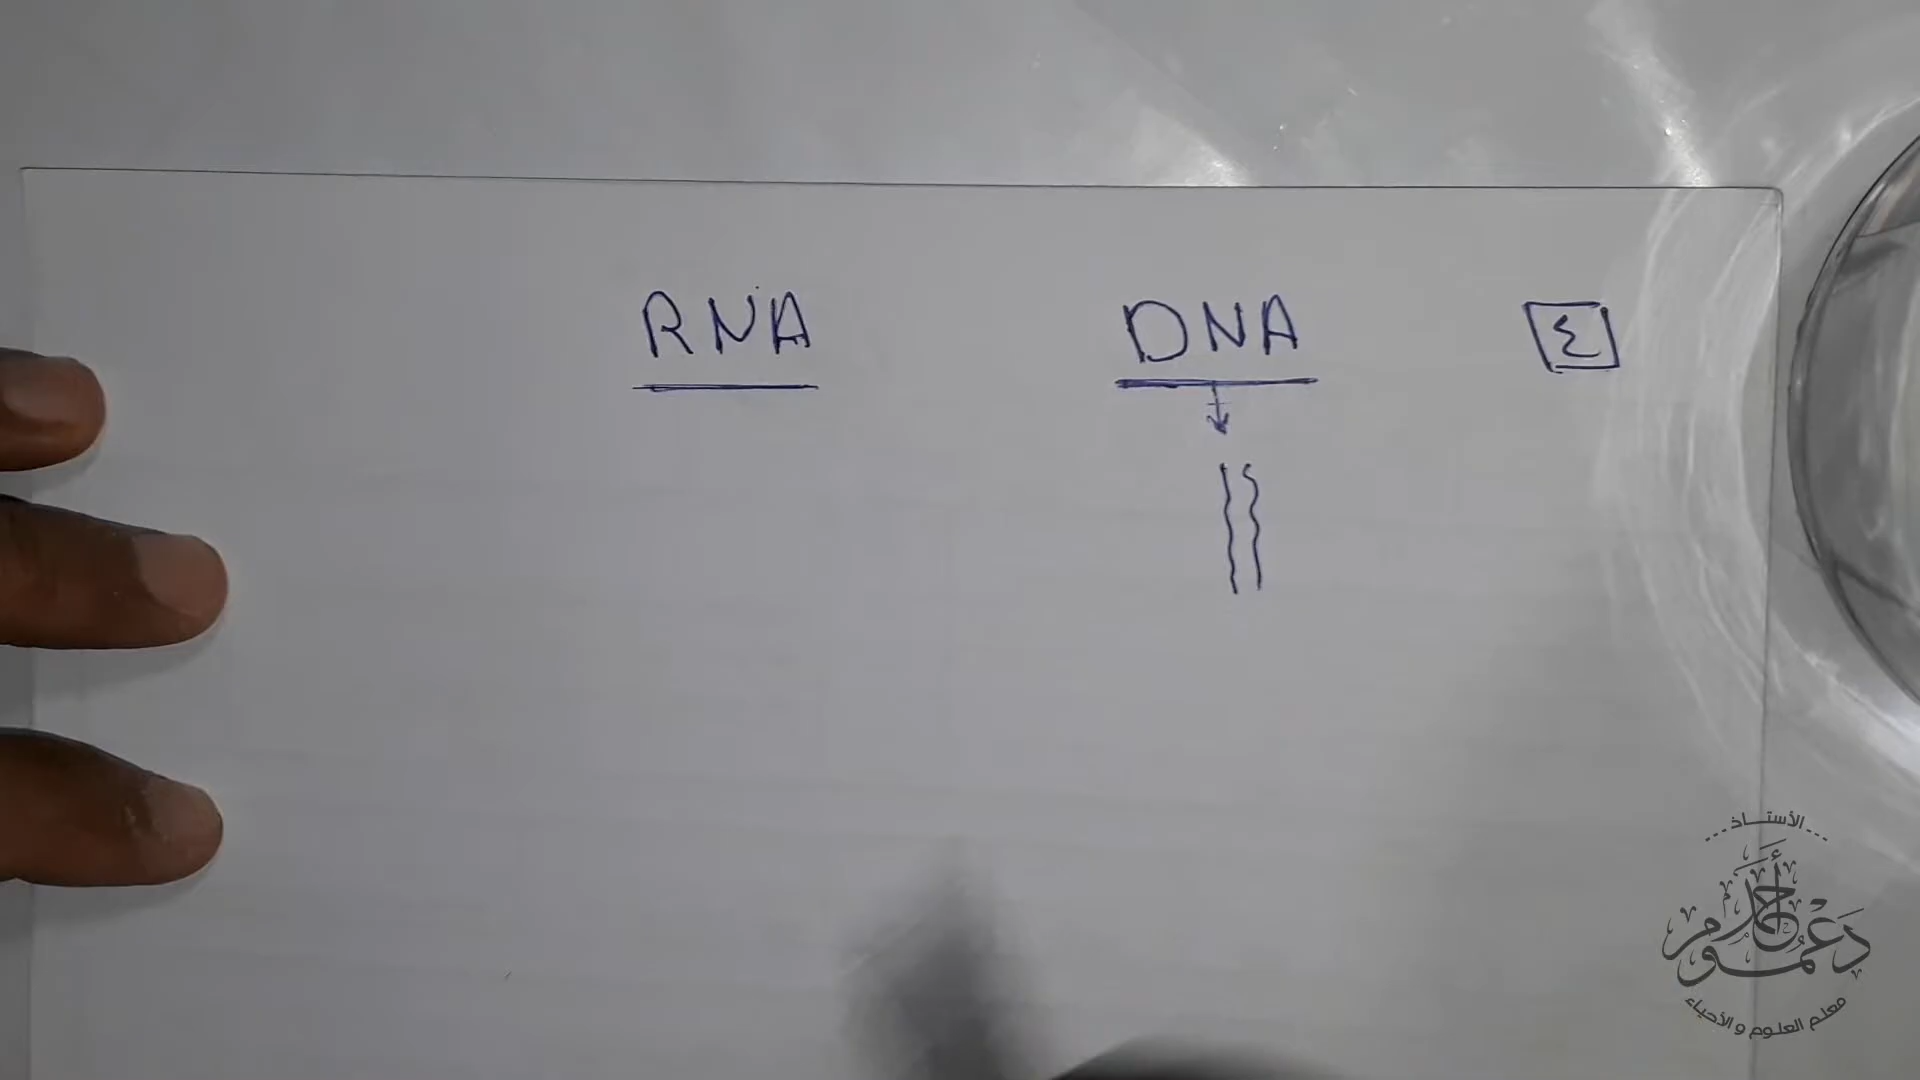 ٤ DNA RNA
الأستاذ
أحمد دعموم
معلم العلوم و الأحياء